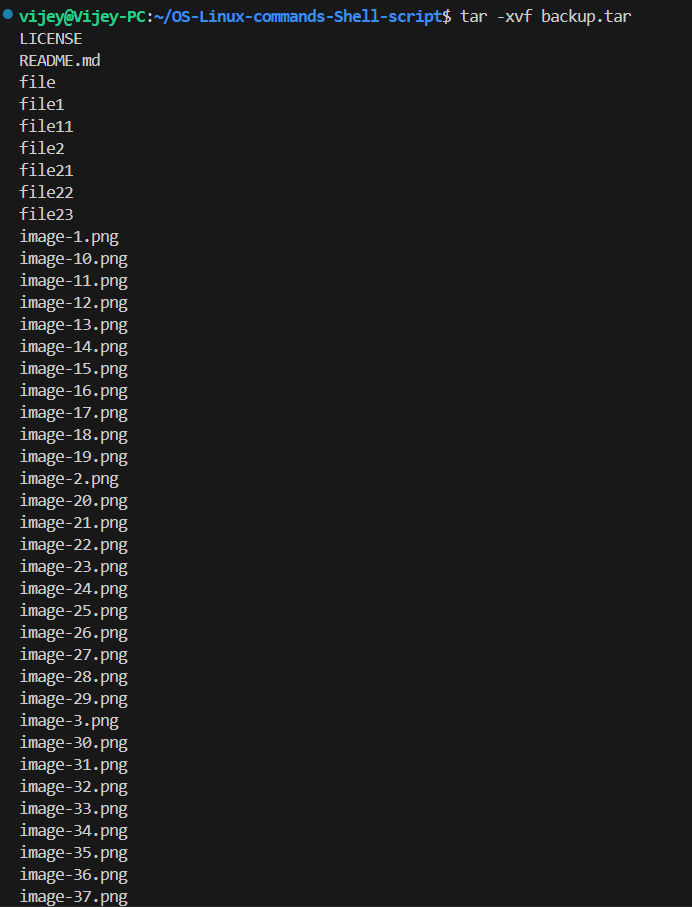 vijey@Vijey-PC:~/OS-Linux-commands-Shell-script$ tar -xvf backup.tar
LICENSE
README.md
file
file1
file11
file2
file21
file22
file23
image-1.png
image-10.png
image-11.png
image-12.png
image-13.png
image-14.png
image-15.png
image-16.png
image-17.png
image-18.png
image-19.png
image-2.png
image-20.png
image-21.png
image-22.png
image-23.png
image-24.png
image-25.png
image-26.png
image-27.png
image-28.png
image-29.png
image-3.png
image-30.png
image-31.png
image-32.png
image-33.png
image-34.png
image-35.png
image-36.png
image-37.png